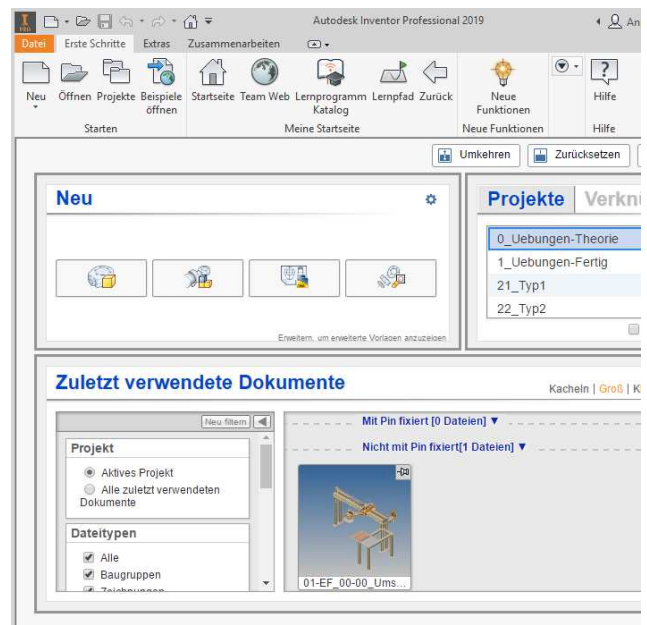 PRO
Autodesk Inventor Professional 2019
An
Datei Erste Schritte Extras Zusammenarbeiten
Neu Öffnen Projekte Beispiele öffnen Startseite Team Web Lernprogramm Katalog Lernpfad Zurück Neue Funktionen Hilfe
Starten Meine Startseite Neue Funktionen Hilfe
Umkehren Zurücksetzen
Neu
Erweitern, um erweiterte Vorlagen anzuzeigen
Projekte
0_Uebungen-Theorie
1_Uebungen-Fertig
21_Typ1
22_Typ2
Zuletzt verwendete Dokumente
Kacheln | Groß | K
Neu filtern
Projekt
Aktives Projekt
Alle zuletzt verwendeten
Dokumente
Dateitypen
Alle
Baugruppen
Mit Pin fixiert [0 Dateien] ▼
Nicht mit Pin fixiert[1 Dateien] ▼
01-EF_00-00_Ums...